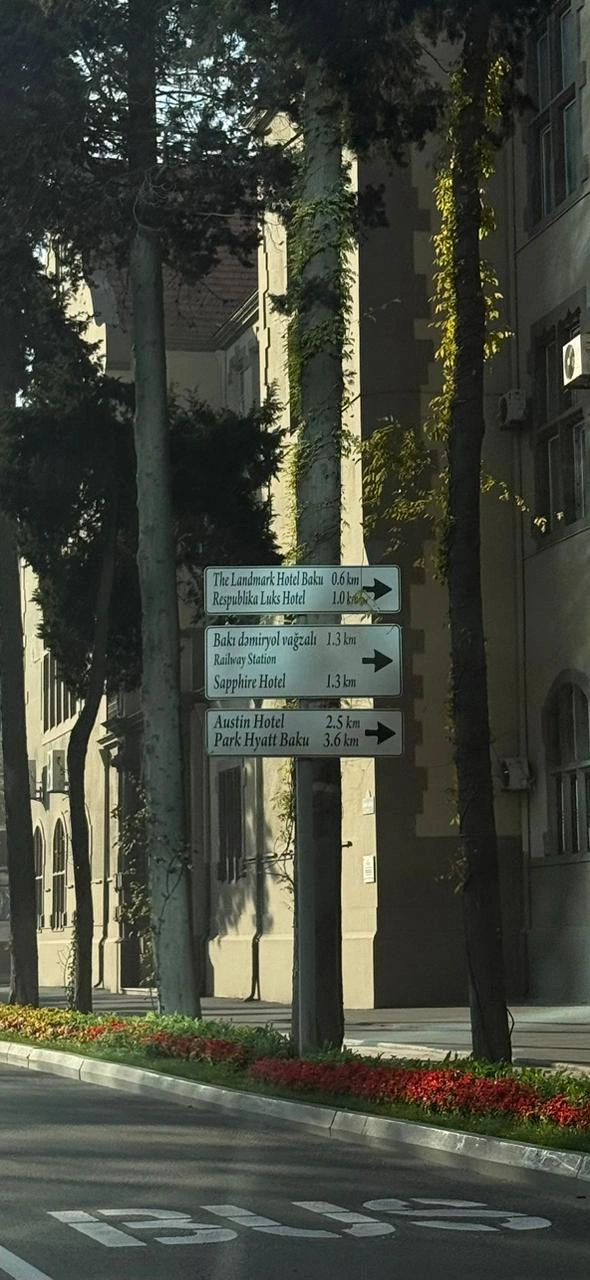 The Landmark Hotel Baku 0.6 km
Respublika Luks Hotel 1.0 km
Bakı dəmiryol vağzalı 1.3 km
Railway Station
Sapphire Hotel 1.3 km
Austin Hotel 2.5 km
Park Hyatt Baku 3.6 km
BUS